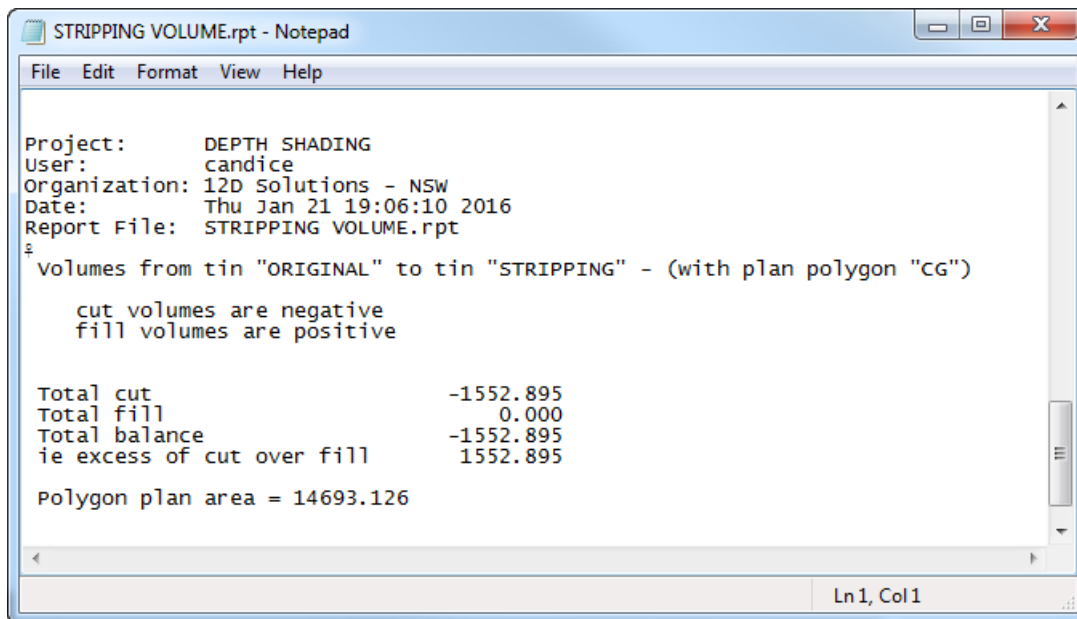 STRIPPING VOLUME.rpt - Notepad
File Edit Format View Help
Project: DEPTH SHADING
User: candice
Organization: 12D Solutions - NSW
Date: Thu Jan 21 19:06:10 2016
Report File: STRIPPING VOLUME.rpt
♀
Volumes from tin "ORIGINAL" to tin "STRIPPING" - (with plan polygon "CG")
cut volumes are negative
fill volumes are positive
Total cut -1552.895
Total fill 0.000
Total balance -1552.895
ie excess of cut over fill 1552.895
Polygon plan area = 14693.126
Ln 1, Col 1